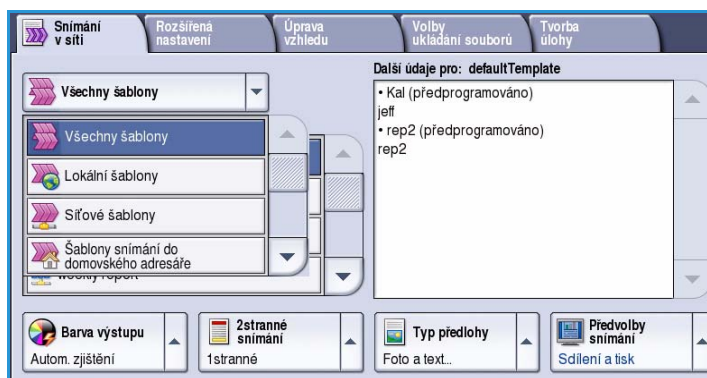 Snímání
v síti
Rozšířená
nastavení
Úprava
vzhledu
Volby
ukládání souborů
Tvorba
úlohy
Všechny šablony
Všechny šablony
Lokální šablony
Síťové šablony
Šablony snímání do
domovského adresáře
weekly report
Další údaje pro: defaultTemplate
• Kal (předprogramováno)
jeff
• rep2 (předprogramováno)
rep2
Barva výstupu
Autom. zjištění
2stranné
snímání
1stranné
Typ předlohy
Foto a text...
Předvolby
snímání
Sdílení a tisk